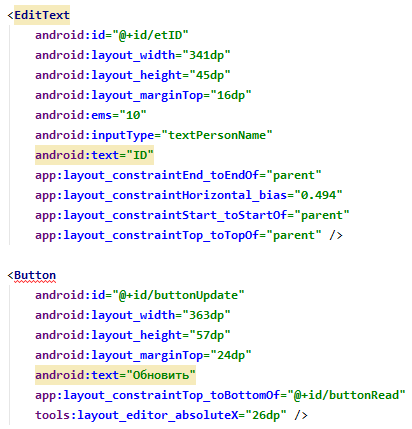 <EditText
android:id="@+id/etID"
android:layout_width="341dp"
android:layout_height="45dp"
android:layout_marginTop="16dp"
android:ems="10"
android:inputType="textPersonName"
android:text="ID"
app:layout_constraintEnd_toEndOf="parent"
app:layout_constraintHorizontal_bias="0.494"
app:layout_constraintStart_toStartOf="parent"
app:layout_constraintTop_toTopOf="parent" />
<Button
android:id="@+id/buttonUpdate"
android:layout_width="363dp"
android:layout_height="57dp"
android:layout_marginTop="24dp"
android:text="Обновить"
app:layout_constraintTop_toBottomOf="@+id/buttonRead"
tools:layout_editor_absoluteX="26dp" />